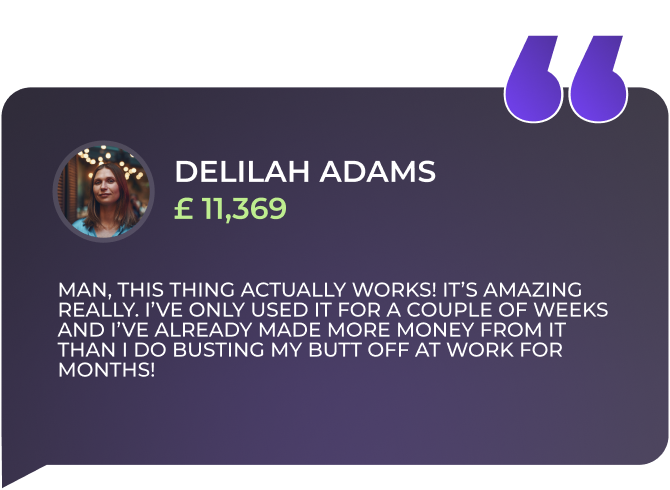 DELILAH ADAMS
£ 11,369
MAN, THIS THING ACTUALLY WORKS! IT’S AMAZING
REALLY. I’VE ONLY USED IT FOR A COUPLE OF WEEKS
AND I’VE ALREADY MADE MORE MONEY FROM IT
THAN I DO BUSTING MY BUTT OFF AT WORK FOR
MONTHS!